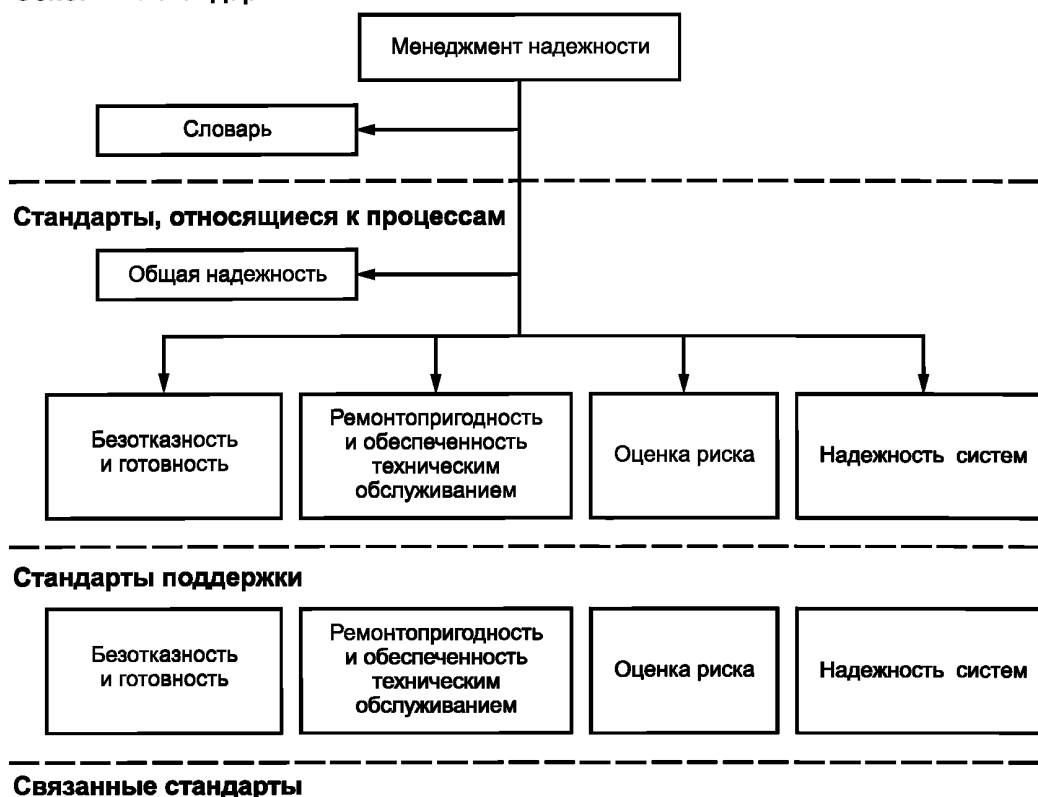 Менеджмент надежности
Словарь
Стандарты, относящиеся к процессам
Общая надежность
Безотказность
и готовность
Ремонтопригодность
и обеспеченность
техническим
обслуживанием
Оценка риска
Надежность систем
Стандарты поддержки
Безотказность
и готовность
Ремонтопригодность
и обеспеченность
техническим
обслуживанием
Оценка риска
Надежность систем
Связанные стандарты